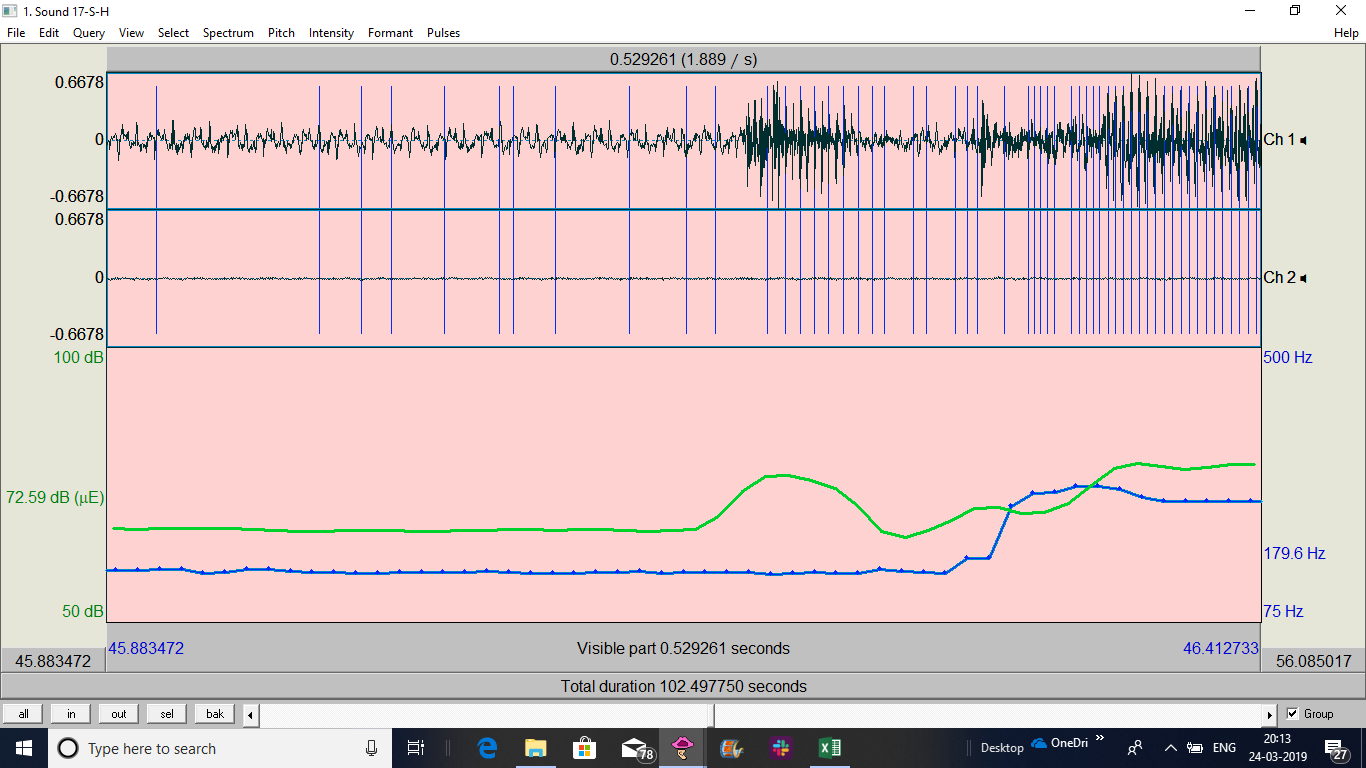 1. Sound 17-S-H
File Edit Query View Select Spectrum Pitch Intensity Formant Pulses Help
0.529261 (1.889 / s)
0.6678
0
-0.6678
Ch 1
0.6678
0
-0.6678
Ch 2
100 dB
500 Hz
72.59 dB (µE)
179.6 Hz
50 dB
75 Hz
45.883472
Visible part 0.529261 seconds
46.412733
45.883472
56.085017
Total duration 102.497750 seconds
all in out sel bak Group
Type here to search
78
Desktop
OneDri
»
ENG
20:13
24-03-2019
27